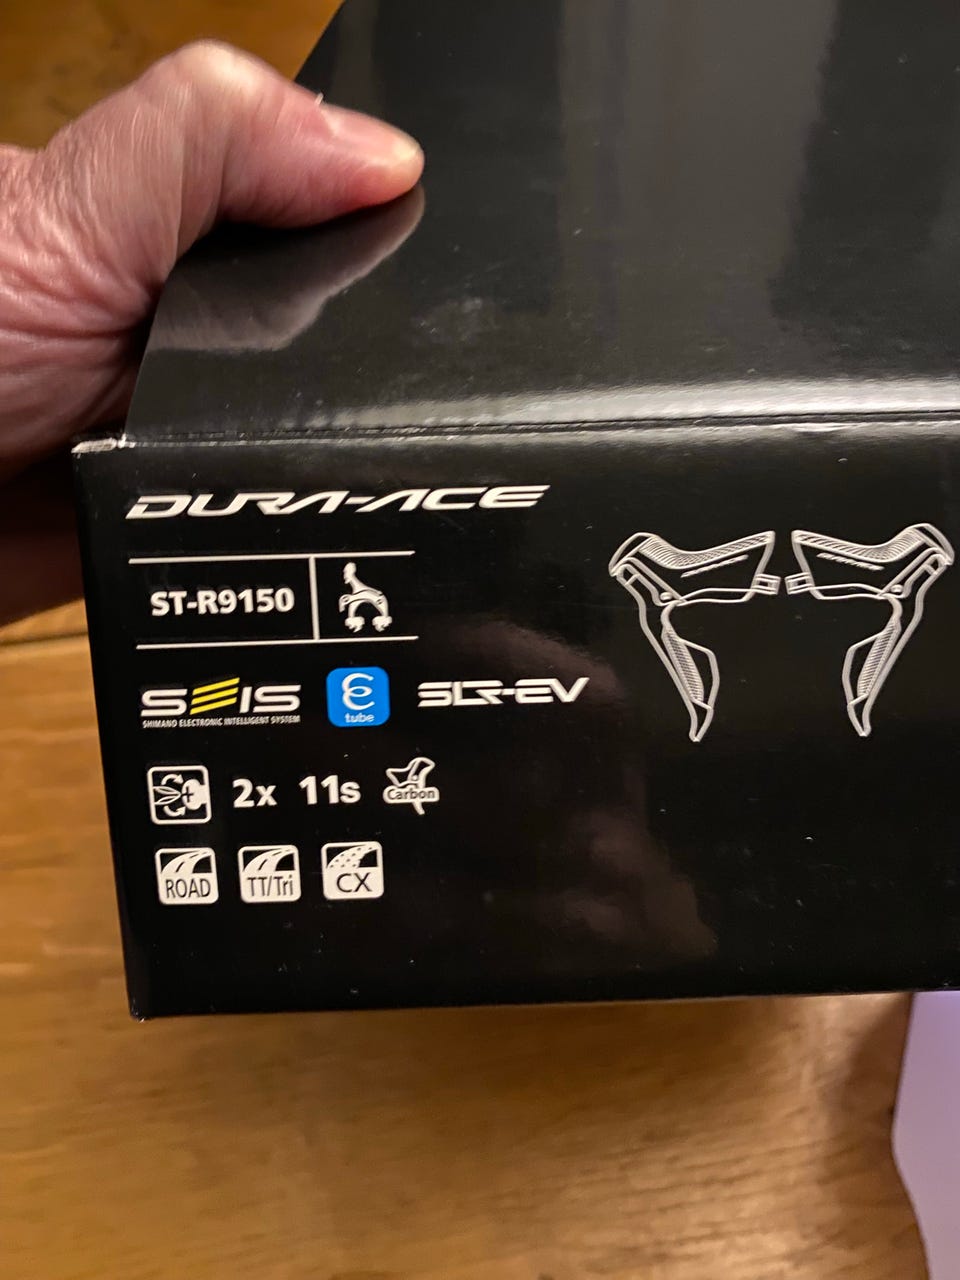 DURA-ACE
ST-R9150
SEIS
SHIMANO ELECTRONIC INTELLIGENT SYSTEM
e tube
SLR-EV
2x 11s Carbon
ROAD TT/Tri CX